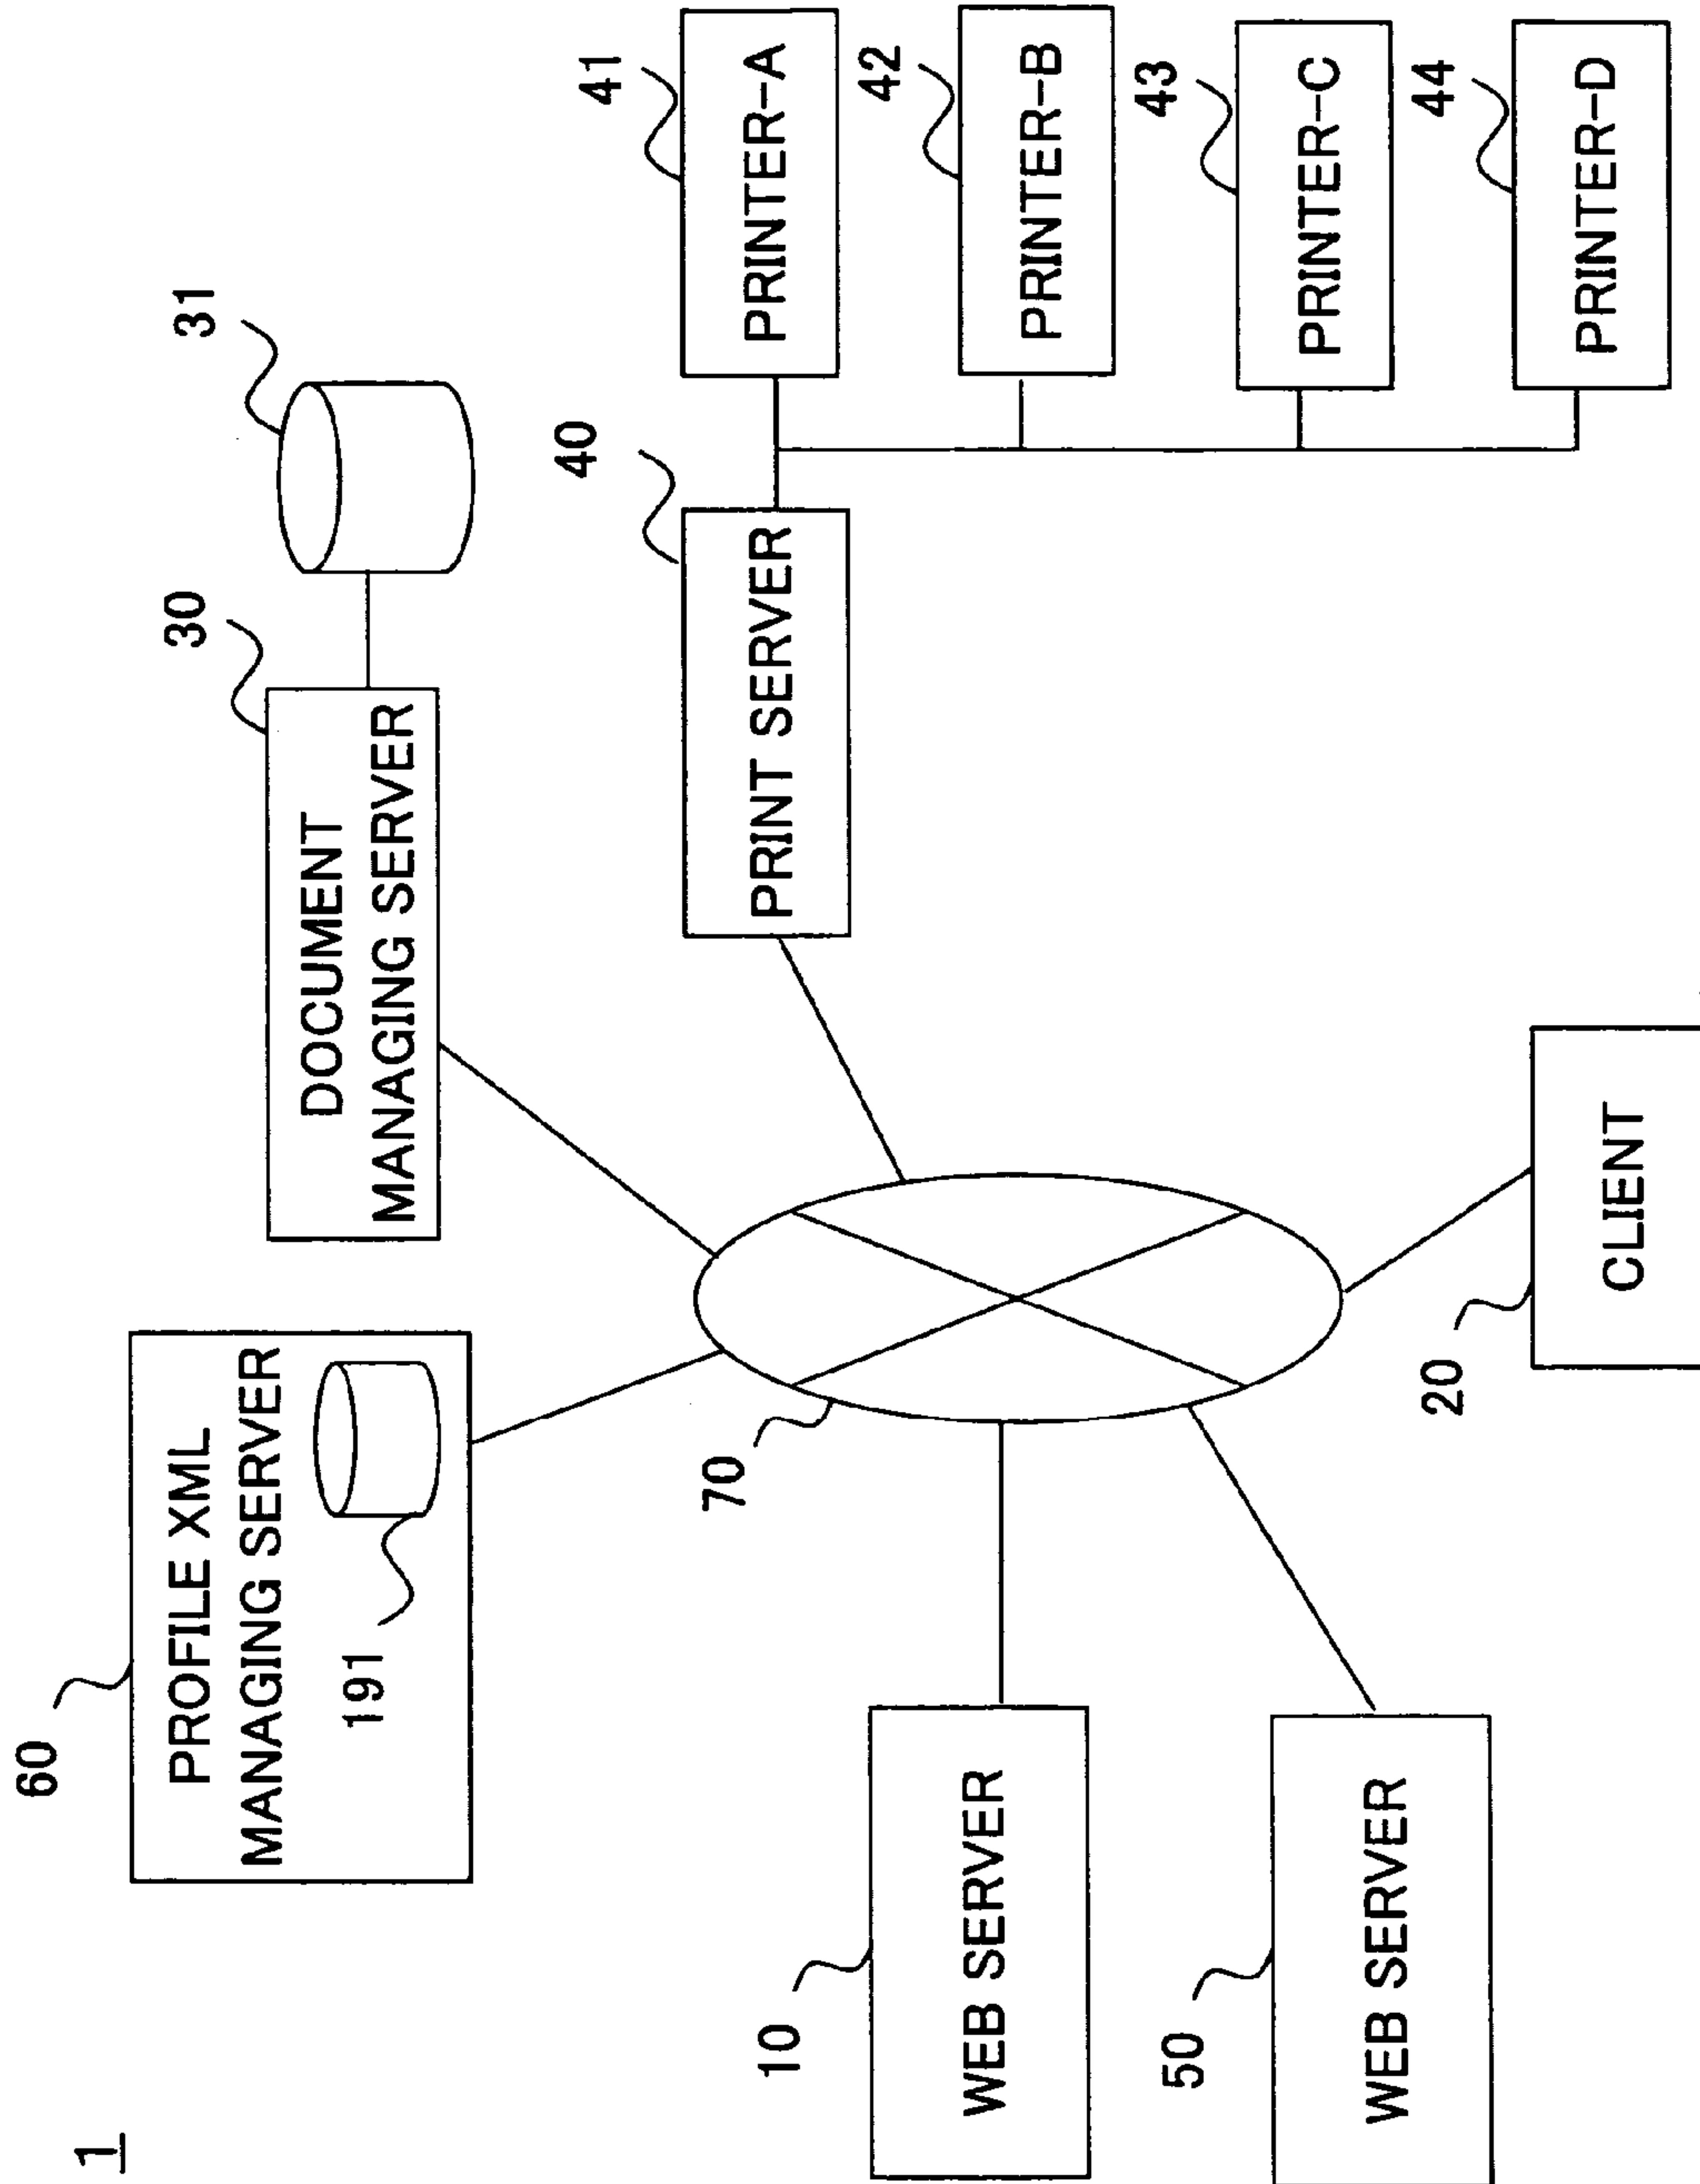 1
60
PROFILE XML
MANAGING SERVER
191
30
DOCUMENT
MANAGING SERVER
31
40
PRINT SERVER
41
PRINTER-A
42
PRINTER-B
43
PRINTER-C
44
PRINTER-D
70
10
WEB SERVER
50
WEB SERVER
20
CLIENT